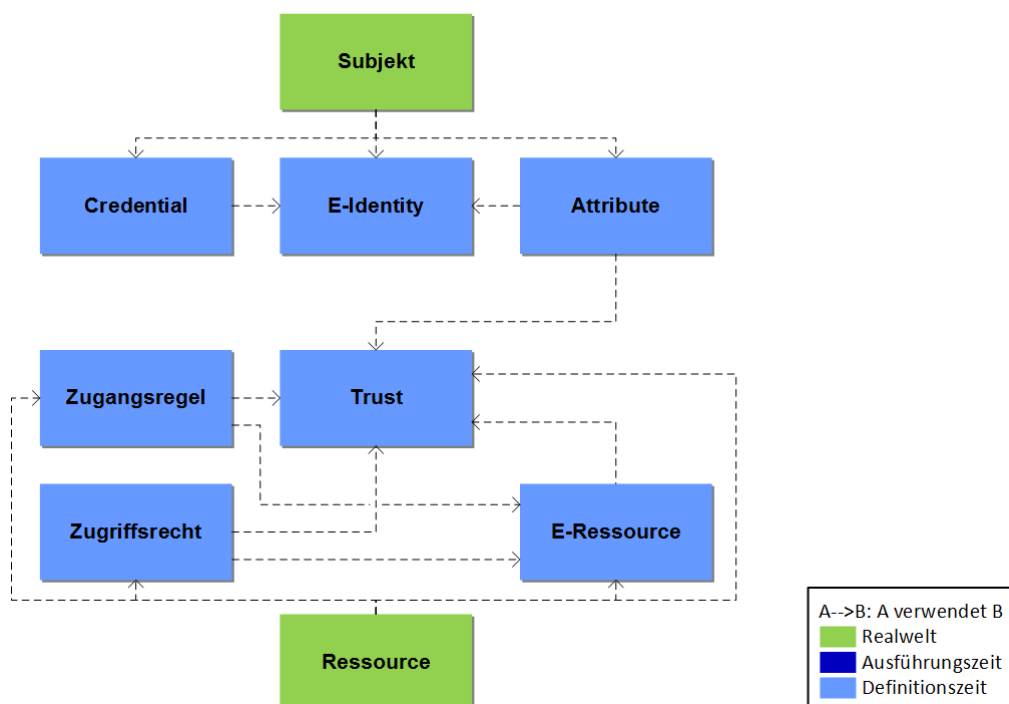 Subjekt
Credential
E-Identity
Attribute
Zugangsregel
Trust
Zugriffsrecht
E-Ressource
Ressource
A-->B: A verwendet B
Realwelt
Ausführungszeit
Definitionszeit